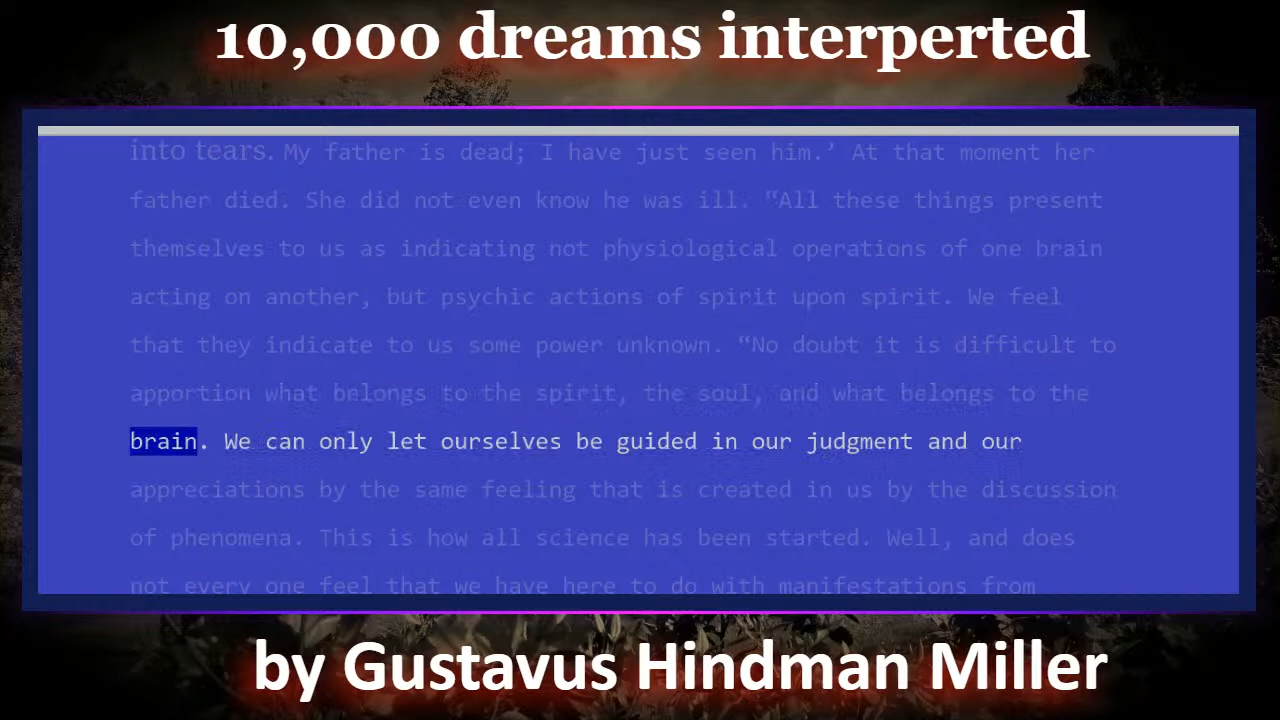 10,000 dreams interperted
into tears. My father is dead; I have just seen him.’ At that moment her
father died. She did not even know he was ill. “All these things present
themselves to us as indicating not physiological operations of one brain
acting on another, but psychic actions of spirit upon spirit. We feel
that they indicate to us some power unknown. “No doubt it is difficult to
apportion what belongs to the spirit, the soul, and what belongs to the
brain. We can only let ourselves be guided in our judgment and our
appreciations by the same feeling that is created in us by the discussion
of phenomena. This is how all science has been started. Well, and does
not every one feel that we have here to do with manifestations from
by Gustavus Hindman Miller